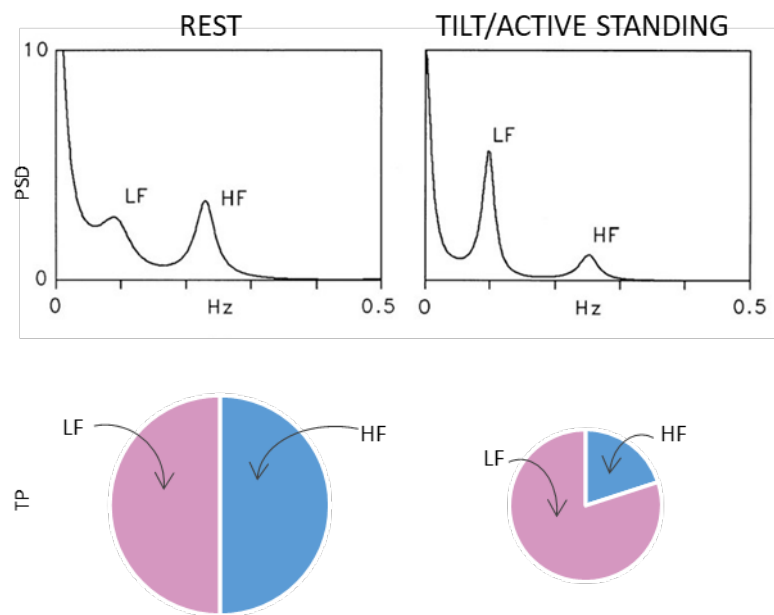 REST
TILT/ACTIVE STANDING
10
PSD
LF
HF
0
0
Hz
0.5
LF
HF
0
Hz
0.5
TP
LF
HF
LF
HF